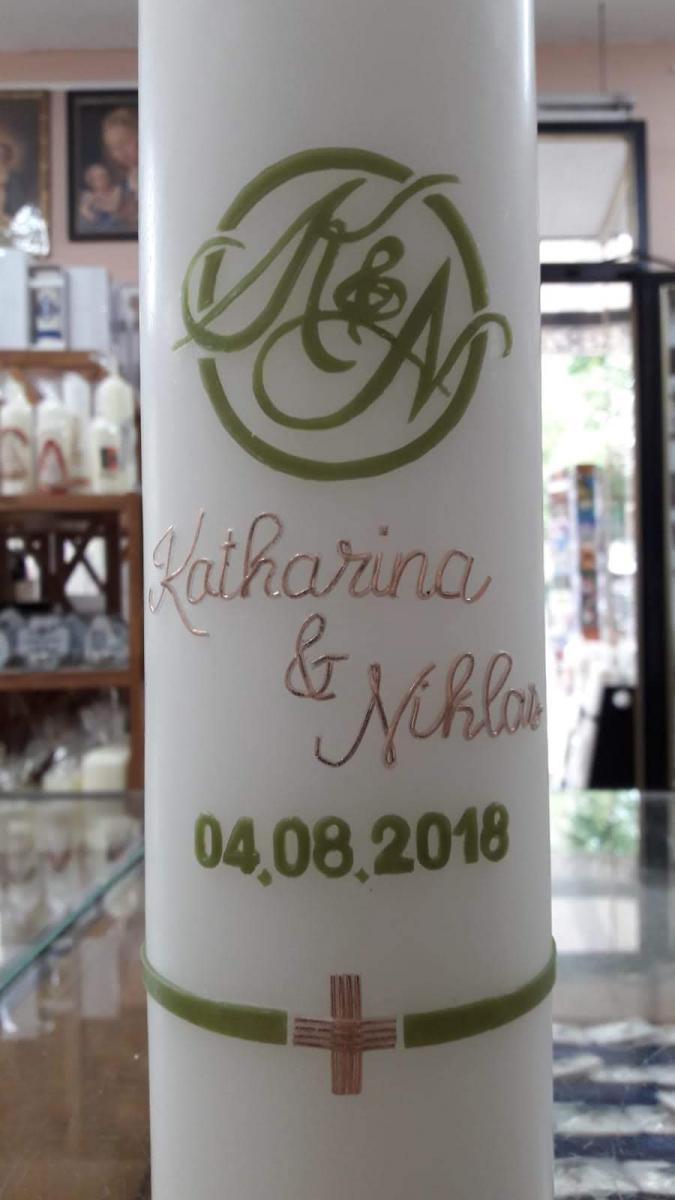 K&N
Katharina
&
Niklas
04.08.2018